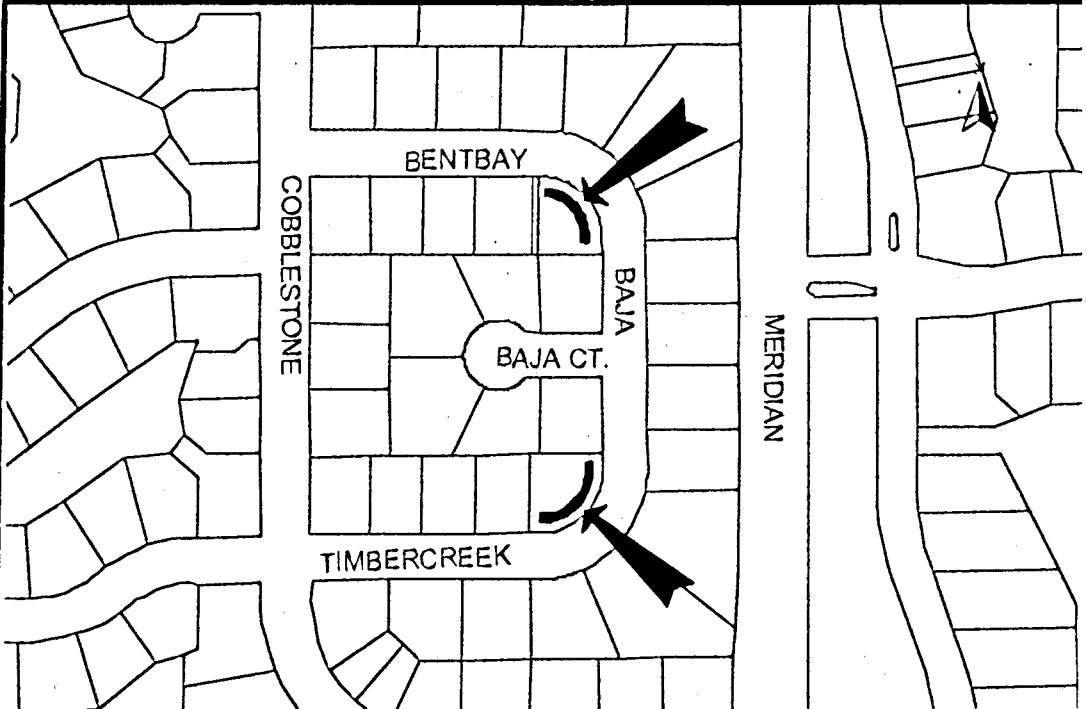 BENTBAY
COBBLESTONE
BAJA
MERIDIAN
BAJA CT.
TIMBERCREEK